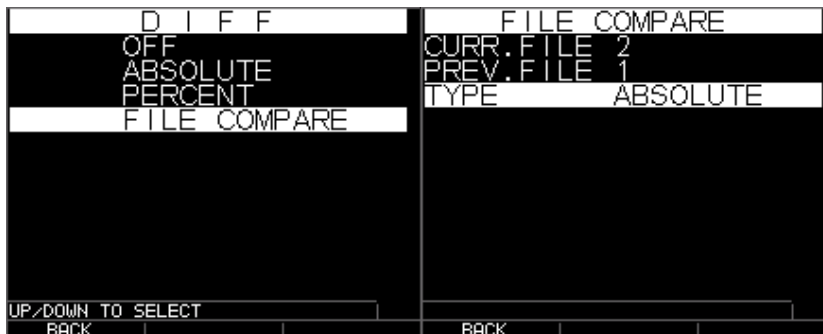 D I F F
OFF
ABSOLUTE
PERCENT
FILE COMPARE
UP/DOWN TO SELECT
BACK
FILE COMPARE
CURR.FILE 2
PREV.FILE 1
TYPE ABSOLUTE
BACK